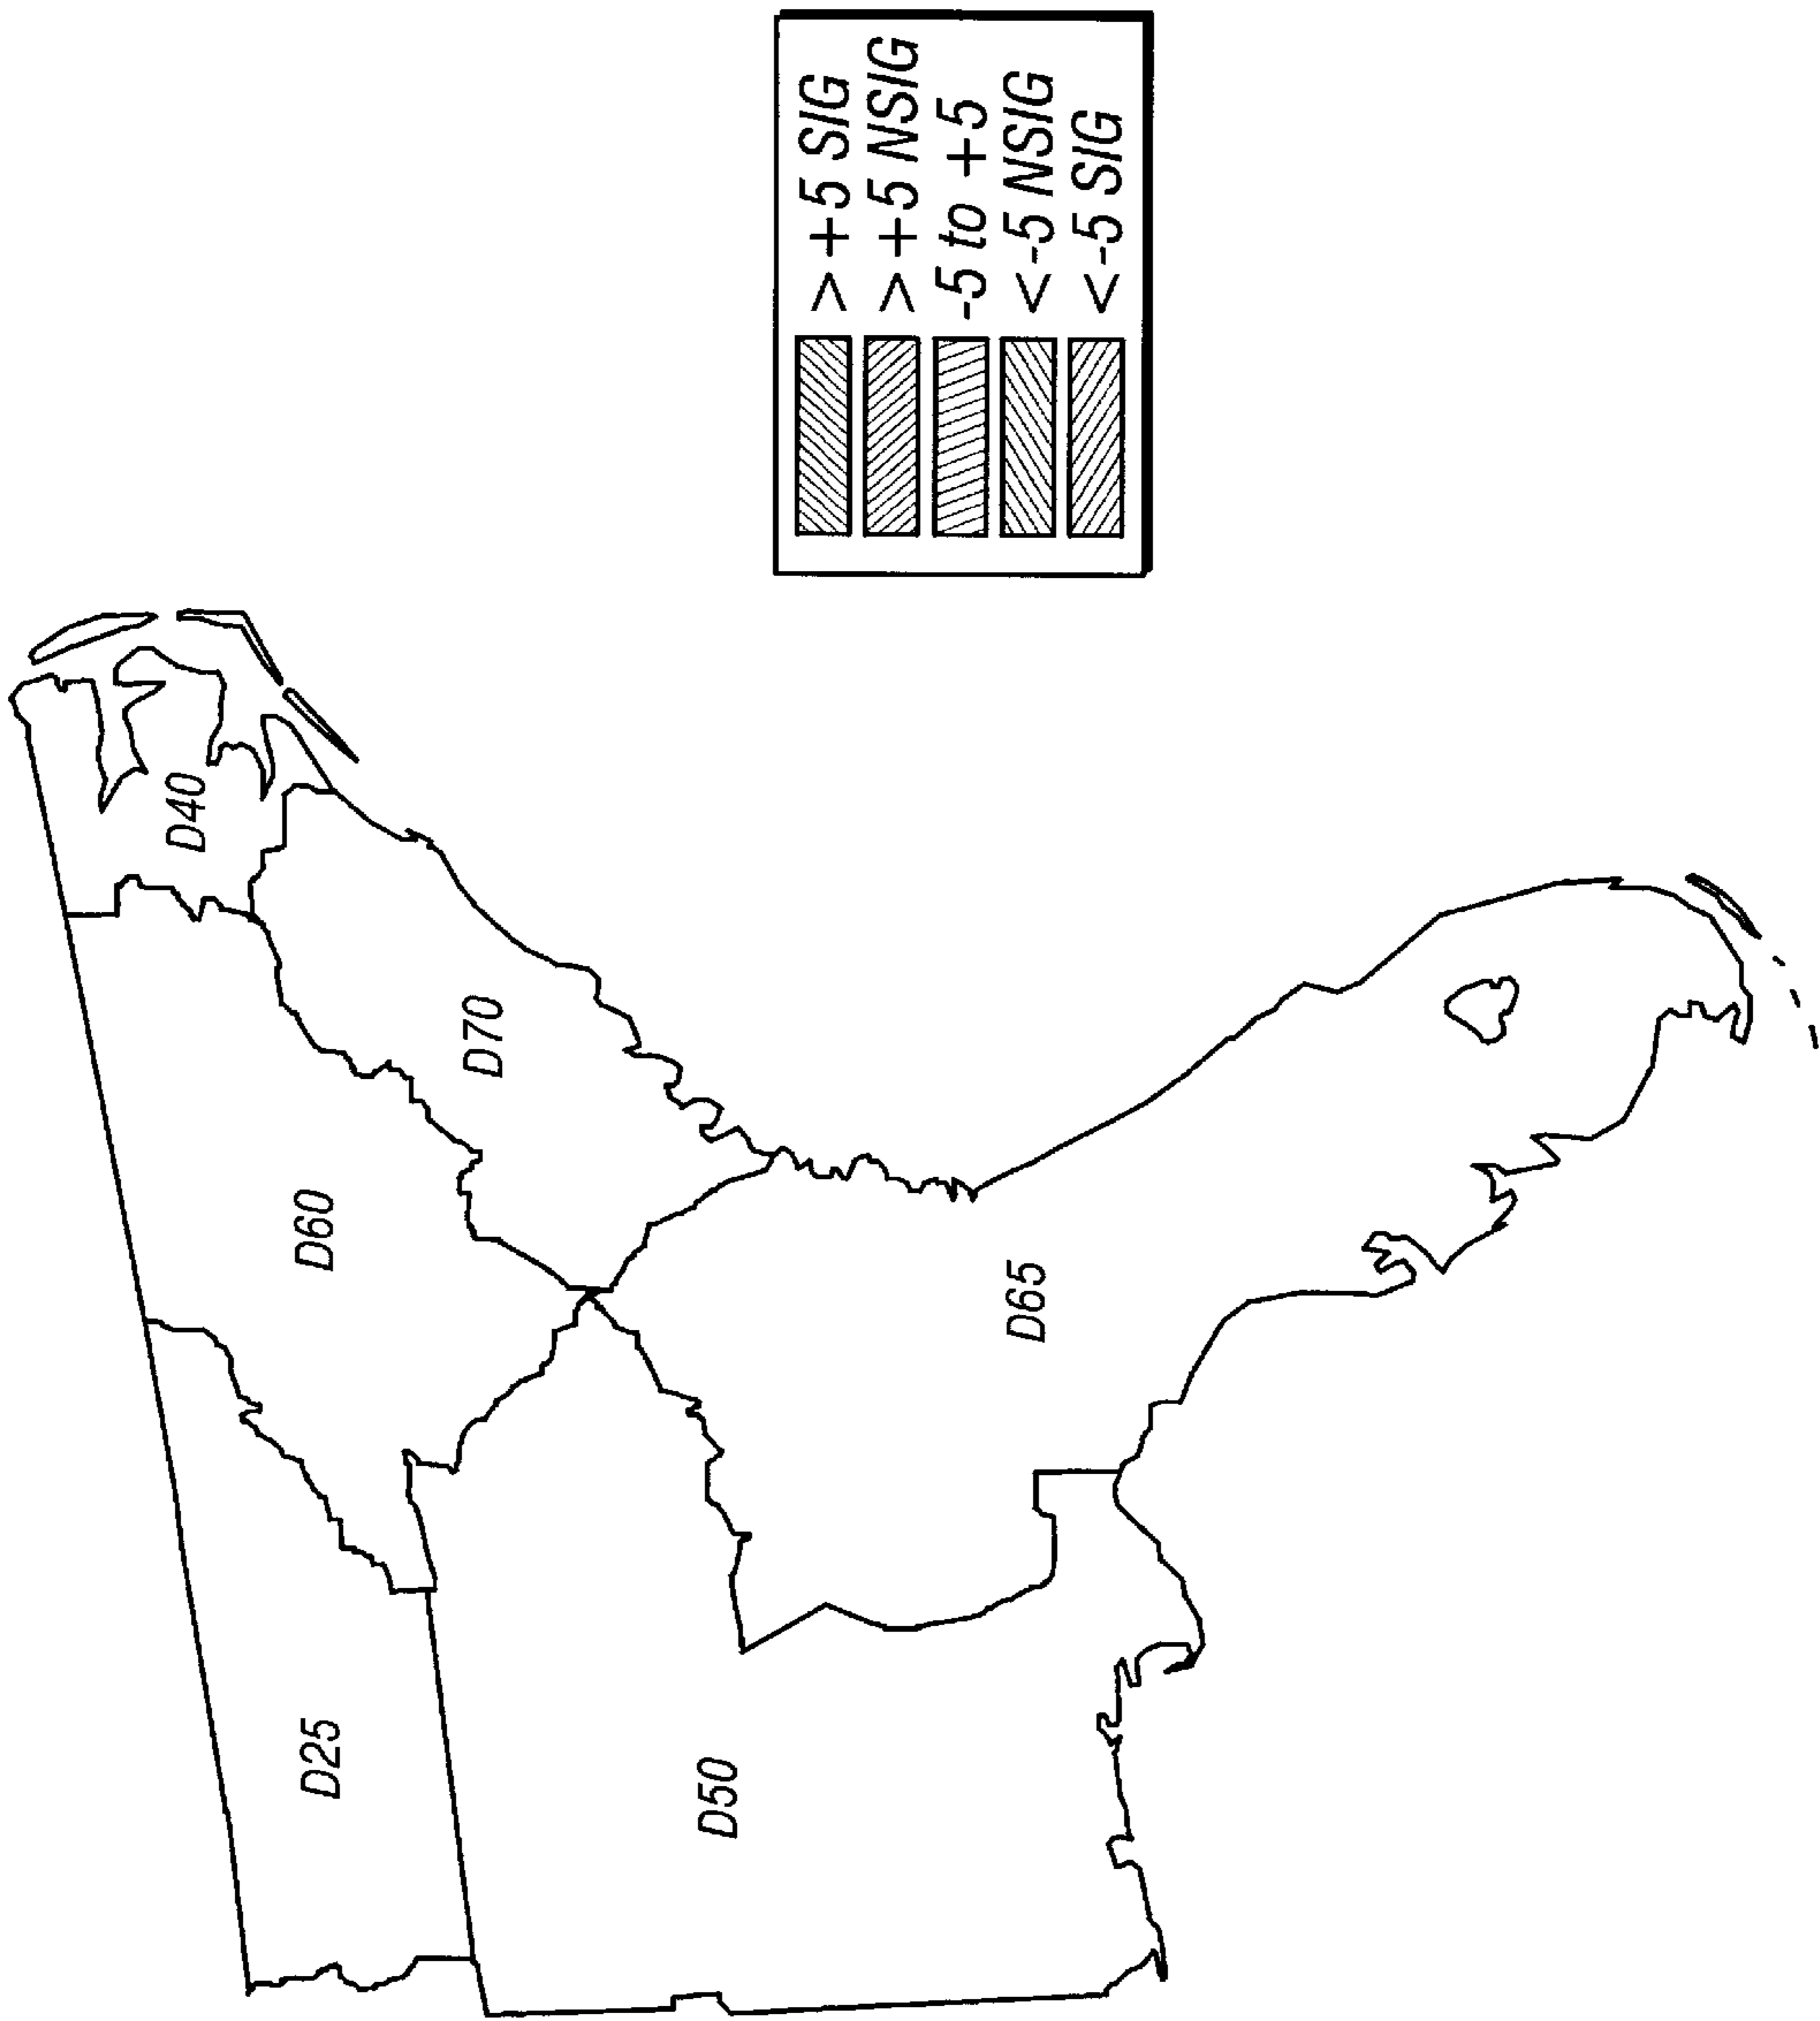 > +5 SIG
> +5 NSIG
-5 to +5
< -5 NSIG
< -5 SIG
D40
D70
D60
D65
D25
D50